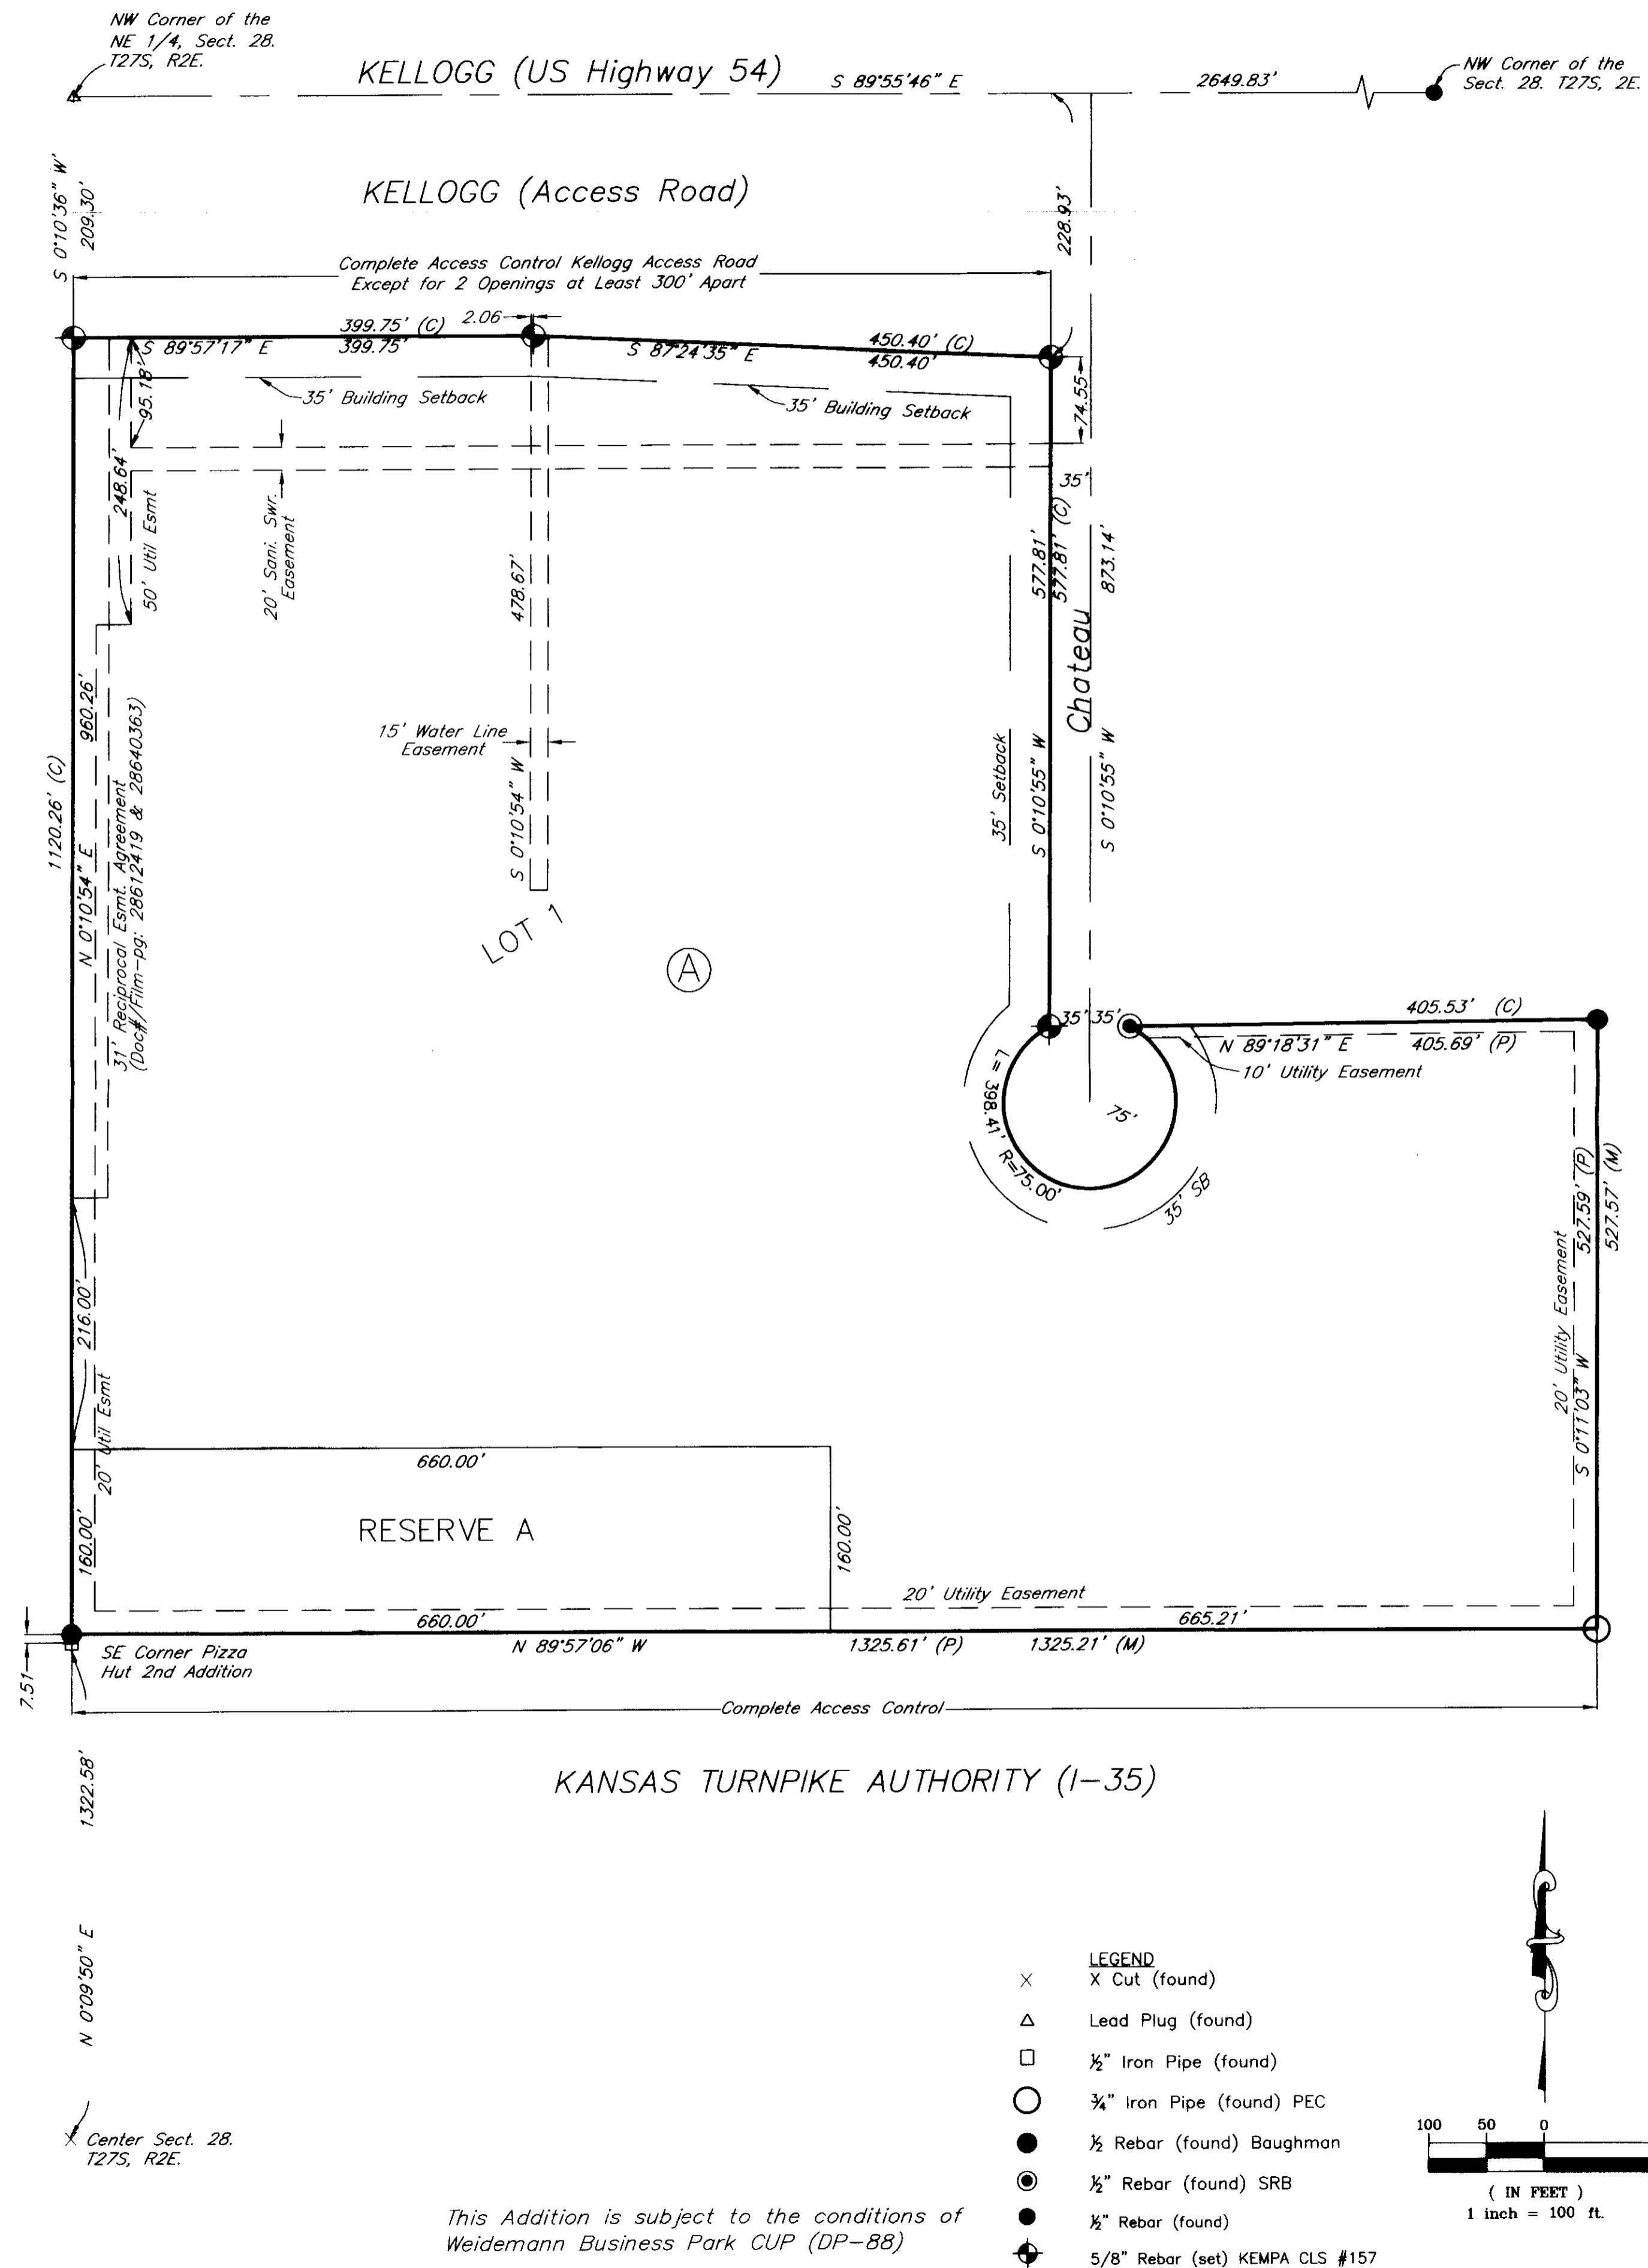 NW Corner of the
NE 1/4, Sect. 28.
T27S, R2E.
KELLOGG (US Highway 54)
S 89°55'46" E
2649.83'
NW Corner of the
Sect. 28. T27S, 2E.
S 0°10'36" W'
209.30'
KELLOGG (Access Road)
228.93'
Complete Access Control Kellogg Access Road
Except for 2 Openings at Least 300' Apart
399.75' (C)
2.06
S 89°57'17" E
399.75'
450.40' (C)
S 87°24'35" E
450.40'
95.18'
35' Building Setback
35' Building Setback
74.55
248.64'
50' Util Esmt
20' Sani. Swr.
Easement
478.67'
35'
577.81'
577.81' (C)
873.14'
Chateau
960.26'
1120.26' (C)
N 0°10'54" E
31' Reciprocal Esmt. Agreement
(Doc#/Film-pg: 28612419 & 28640363)
15' Water Line
Easement
S 0°10'54" W
35' Setback
S 0°10'55" W
S 0°10'55" W
LOT 1
A
35'
35'
405.53' (C)
N 89°18'31" E
405.69' (P)
10' Utility Easement
L= 398.41' R=75.00'
75'
35' SB
527.59' (P)
527.57' (M)
20' Utility Easement
S 0°11'03" W
216.00'
20' Util Esmt
660.00'
RESERVE A
160.00'
160.00'
20' Utility Easement
660.00'
665.21'
N 89°57'06" W
1325.61' (P)
1325.21' (M)
7.51
SE Corner Pizza
Hut 2nd Addition
Complete Access Control
KANSAS TURNPIKE AUTHORITY (I-35)
1322.58'
N 0°09'50" E
Center Sect. 28.
T27S, R2E.
LEGEND
X Cut (found)
Lead Plug (found)
½" Iron Pipe (found)
¾" Iron Pipe (found) PEC
½ Rebar (found) Baughman
½" Rebar (found) SRB
½" Rebar (found)
5/8" Rebar (set) KEMPA CLS #157
100 50 0
( IN FEET )
1 inch = 100 ft.
This Addition is subject to the conditions of
Weidemann Business Park CUP (DP-88)